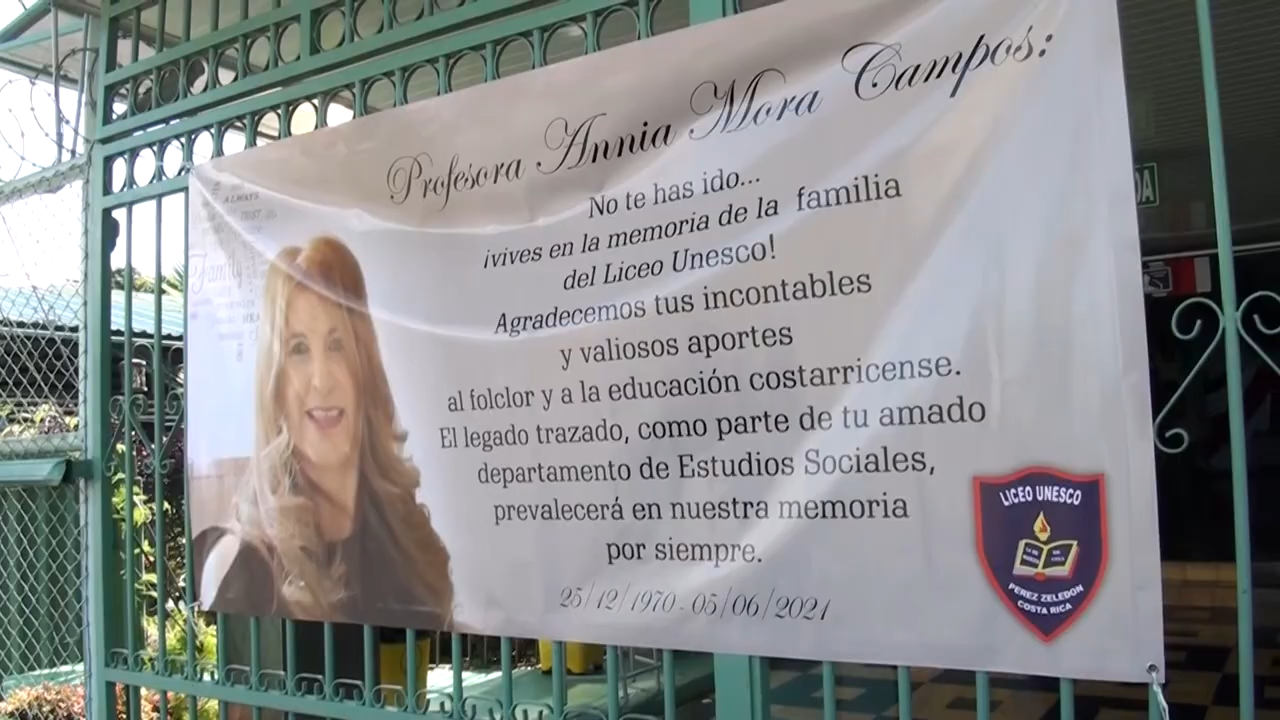 Profesora Annia Mora Campos:
No te has ido...
¡vives en la memoria de la familia
del Liceo Unesco!
Agradecemos tus incontables
y valiosos aportes
al folclor y a la educación costarricense.
El legado trazado, como parte de tu amado
departamento de Estudios Sociales,
prevalecerá en nuestra memoria
por siempre.
25/12/1970-05/06/2021
ALWAYS
Family
LICEO UNESCO
PEREZ ZELEDON
COSTA RICA
DA